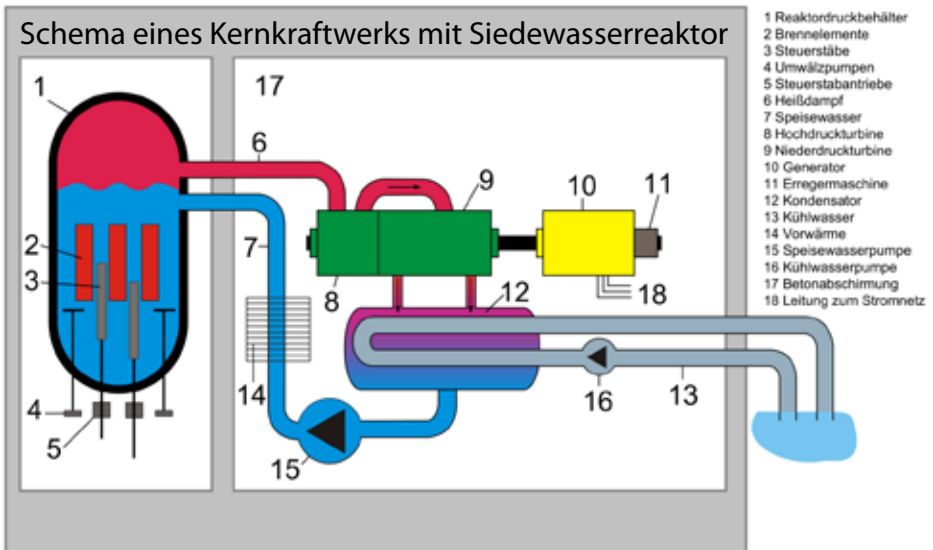 Schema eines Kernkraftwerks mit Siedewasserreaktor
1 Reaktordruckbehälter
2 Brennelemente
3 Steuerstäbe
4 Umwälzpumpen
5 Steuerstabantriebe
6 Heißdampf
7 Speisewasser
8 Hochdruckturbine
9 Niederdruckturbine
10 Generator
11 Erregermaschine
12 Kondensator
13 Kühlwasser
14 Vorwärme
15 Speisewasserpumpe
16 Kühlwasserpumpe
17 Betonabschirmung
18 Leitung zum Stromnetz
1
17
6
9
10
11
2
7
3
8
12
18
14
16
13
4
5
15